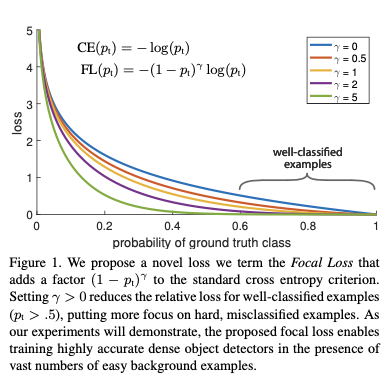 5
4
3
2
1
0
0
0.2
0.4
0.6
0.8
1
loss
probability of ground truth class
CE(pt) = − log(pt)
FL(pt) = −(1 − pt)γ log(pt)
γ = 0
γ = 0.5
γ = 1
γ = 2
γ = 5
well-classified
examples
Figure 1. We propose a novel loss we term the Focal Loss that
adds a factor (1 − pt)γ to the standard cross entropy criterion.
Setting γ > 0 reduces the relative loss for well-classified examples
(pt > .5), putting more focus on hard, misclassified examples. As
our experiments will demonstrate, the proposed focal loss enables
training highly accurate dense object detectors in the presence of
vast numbers of easy background examples.